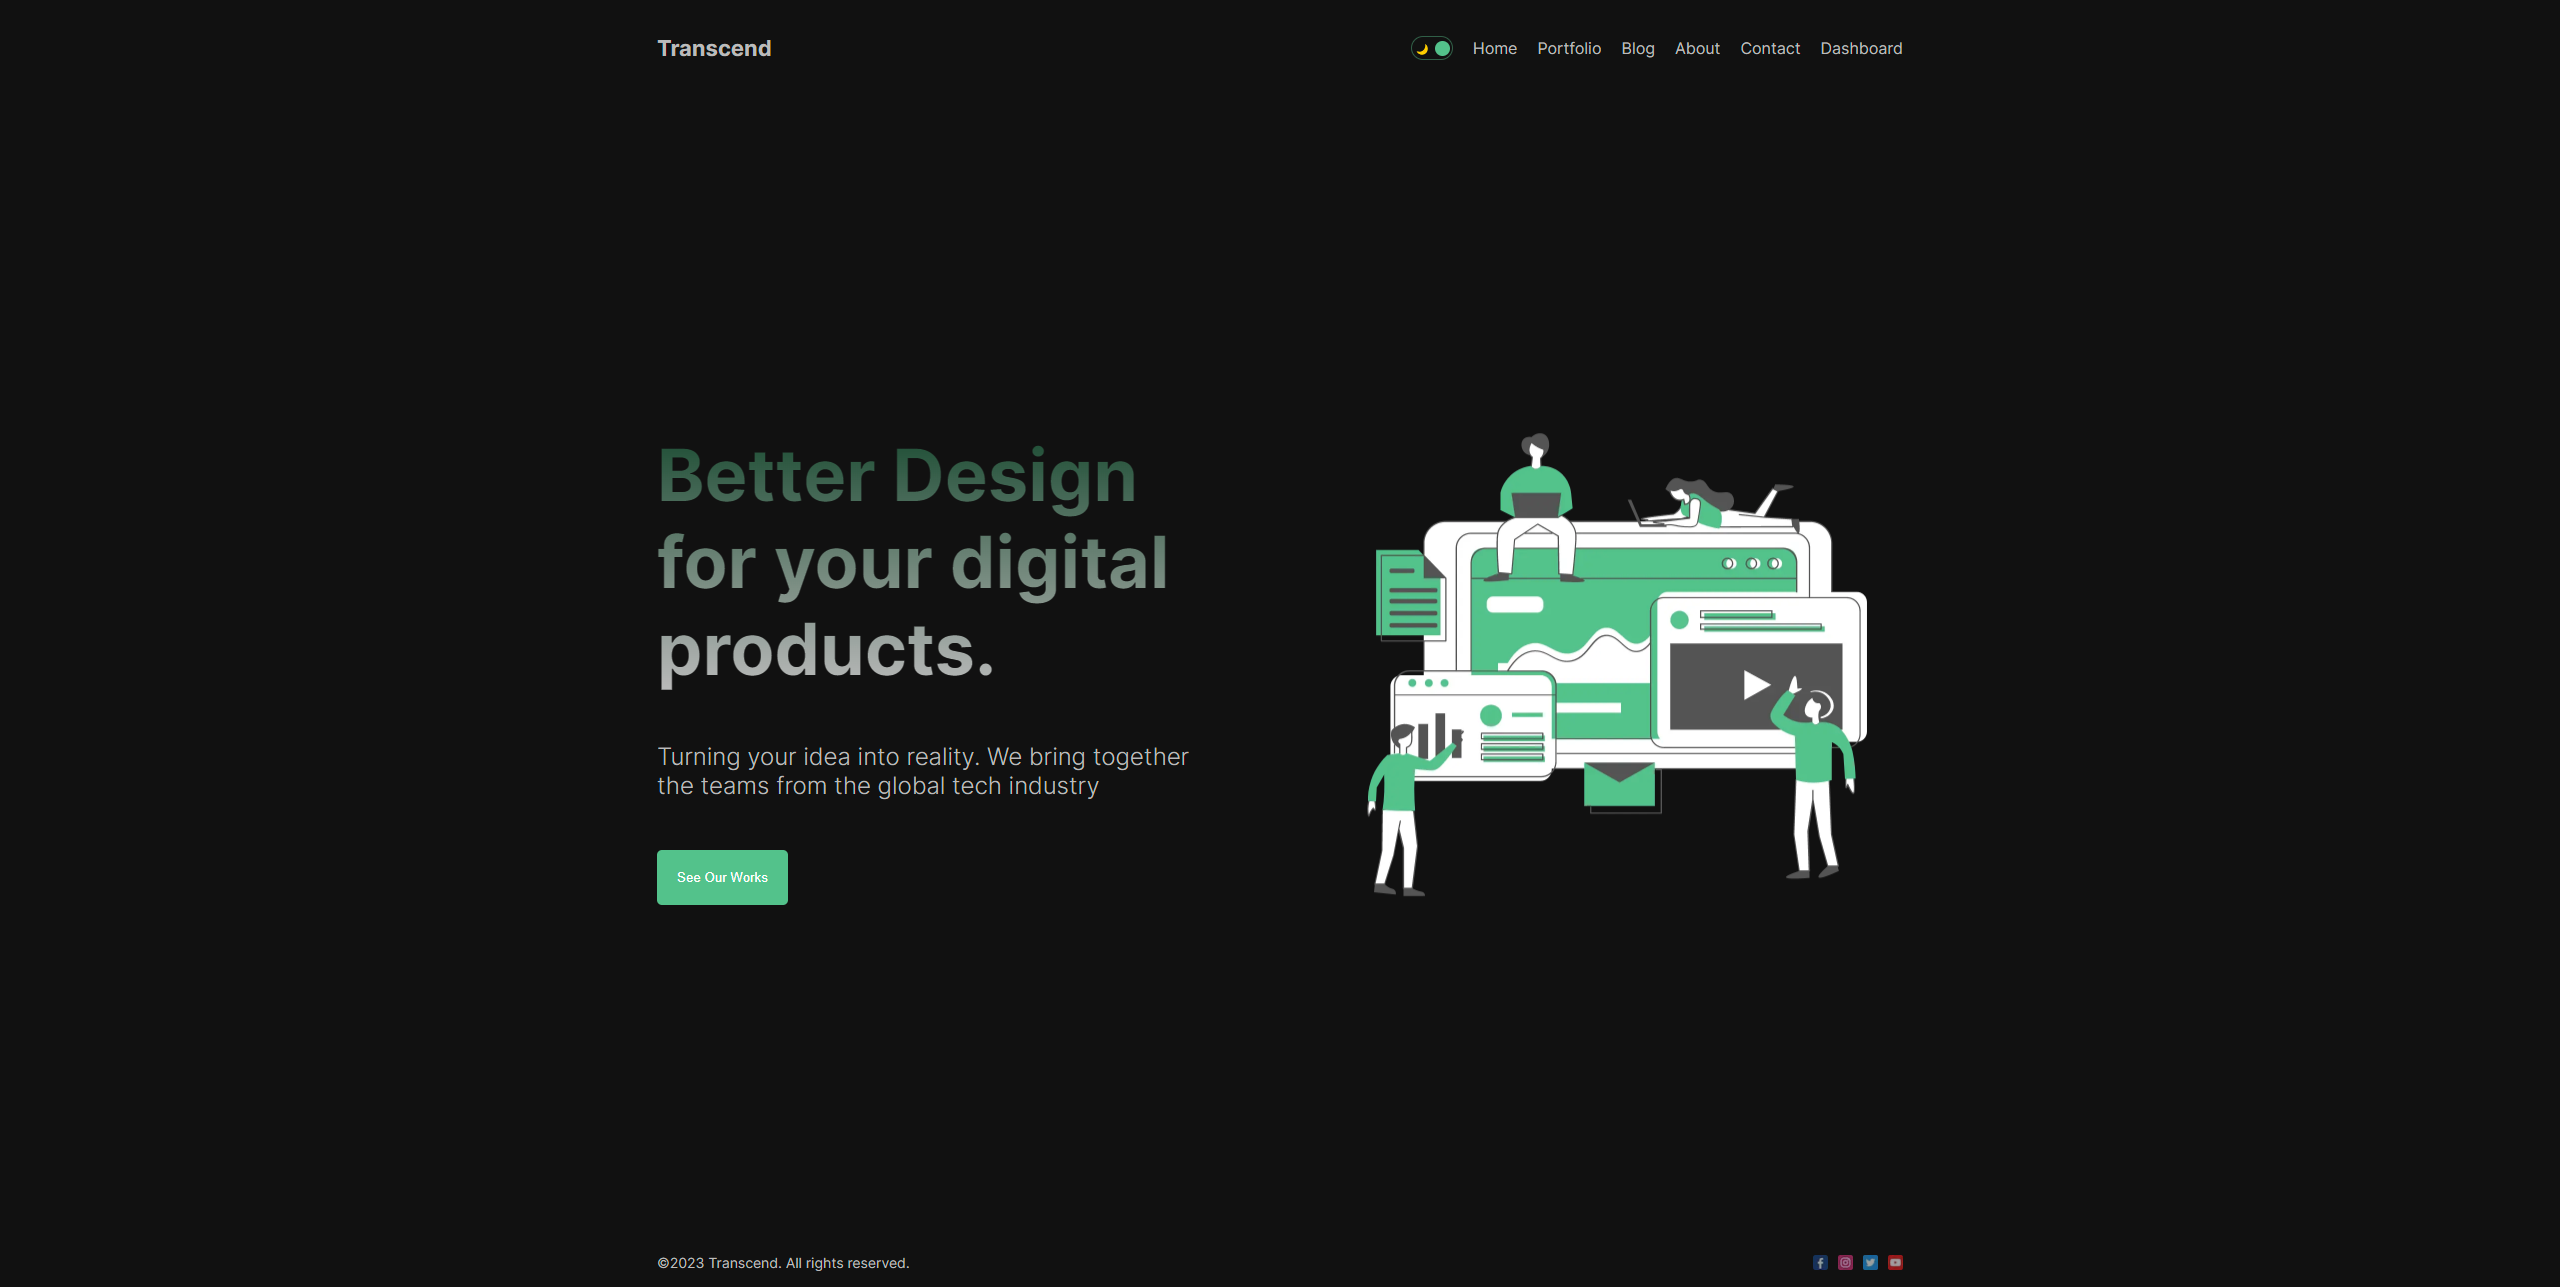 Transcend
Home Portfolio Blog About Contact Dashboard
Better Design
for your digital
products.
Turning your idea into reality. We bring together
the teams from the global tech industry
See Our Works
©2023 Transcend. All rights reserved.